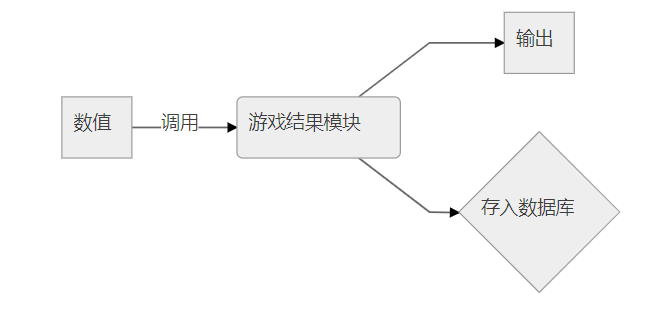 输出
数值
调用
游戏结果模块
存入数据库